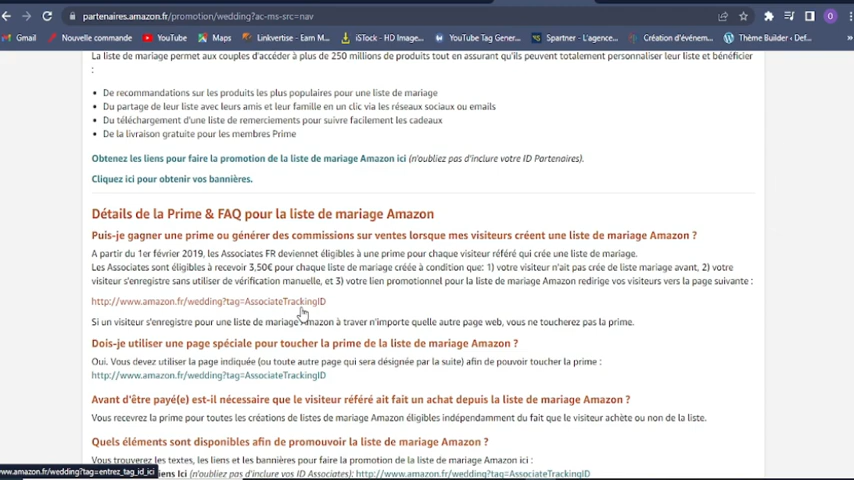 partenaires.amazon.fr/promotion/wedding?ac-ms-src=nav
O
Gmail Nouvelle commande YouTube Maps Linkvertise - Earn M... iStock - HD Image... YouTube Tag Gener... Spartner - L'agence... Création d'événem... Thème Builder ‹ Def...
La liste de mariage permet aux couples d'accéder à plus de 250 millions de produits tout en assurant qu'ils peuvent totalement personnaliser leur liste et bénéficier
:
• De recommandations sur les produits les plus populaires pour une liste de mariage
• Du partage de leur liste avec leurs amis et leur famille en un clic via les réseaux sociaux ou emails
• Du téléchargement d'une liste de remerciements pour suivre facilement les cadeaux
• De la livraison gratuite pour les membres Prime
Obtenez les liens pour faire la promotion de la liste de mariage Amazon ici (n'oubliez pas d'inclure votre ID Partenaires).
Cliquez ici pour obtenir vos bannières.
Détails de la Prime & FAQ pour la liste de mariage Amazon
Puis-je gagner une prime ou générer des commissions sur ventes lorsque mes visiteurs créent une liste de mariage Amazon ?
A partir du 1er février 2019, les Associates FR deviennet éligibles à une prime pour chaque visiteur référé qui crée une liste de mariage.
Les Associates sont éligibles à recevoir 3,50€ pour chaque liste de mariage créée à condition que: 1) votre visiteur n'ait pas crée de liste mariage avant, 2) votre
visiteur s'enregistre sans utiliser de vérification manuelle, et 3) votre lien promotionnel pour la liste de mariage Amazon redirige vos visiteurs vers la page suivante :
http://www.amazon.fr/wedding?tag=AssociateTrackingID
Si un visiteur s'enregistre pour une liste de mariage Amazon à traver n'importe quelle autre page web, vous ne toucherez pas la prime.
Dois-je utiliser une page spéciale pour toucher la prime de la liste de mariage Amazon ?
Oui. Vous devez utiliser la page indiquée (ou toute autre page qui sera désignée par la suite) afin de pouvoir toucher la prime :
http://www.amazon.fr/wedding?tag=AssociateTrackingID
Avant d'être payé(e) est-il nécessaire que le visiteur référé ait fait un achat depuis la liste de mariage Amazon ?
Vous recevrez la prime pour toutes les créations de listes de mariage Amazon éligibles indépendamment du fait que le visiteur achète ou non de la liste.
Quels éléments sont disponibles afin de promouvoir la liste de mariage Amazon ?
Vous trouverez les textes, les liens et les bannières pour faire la promotion de la liste de mariage Amazon ici :
iens Ici (n'oubliez pas d'inclure vos ID Associates): http://www.amazon.fr/wedding?tag=AssociateTrackingID
www.amazon.fr/wedding?tag=entrez_tag_id_ici